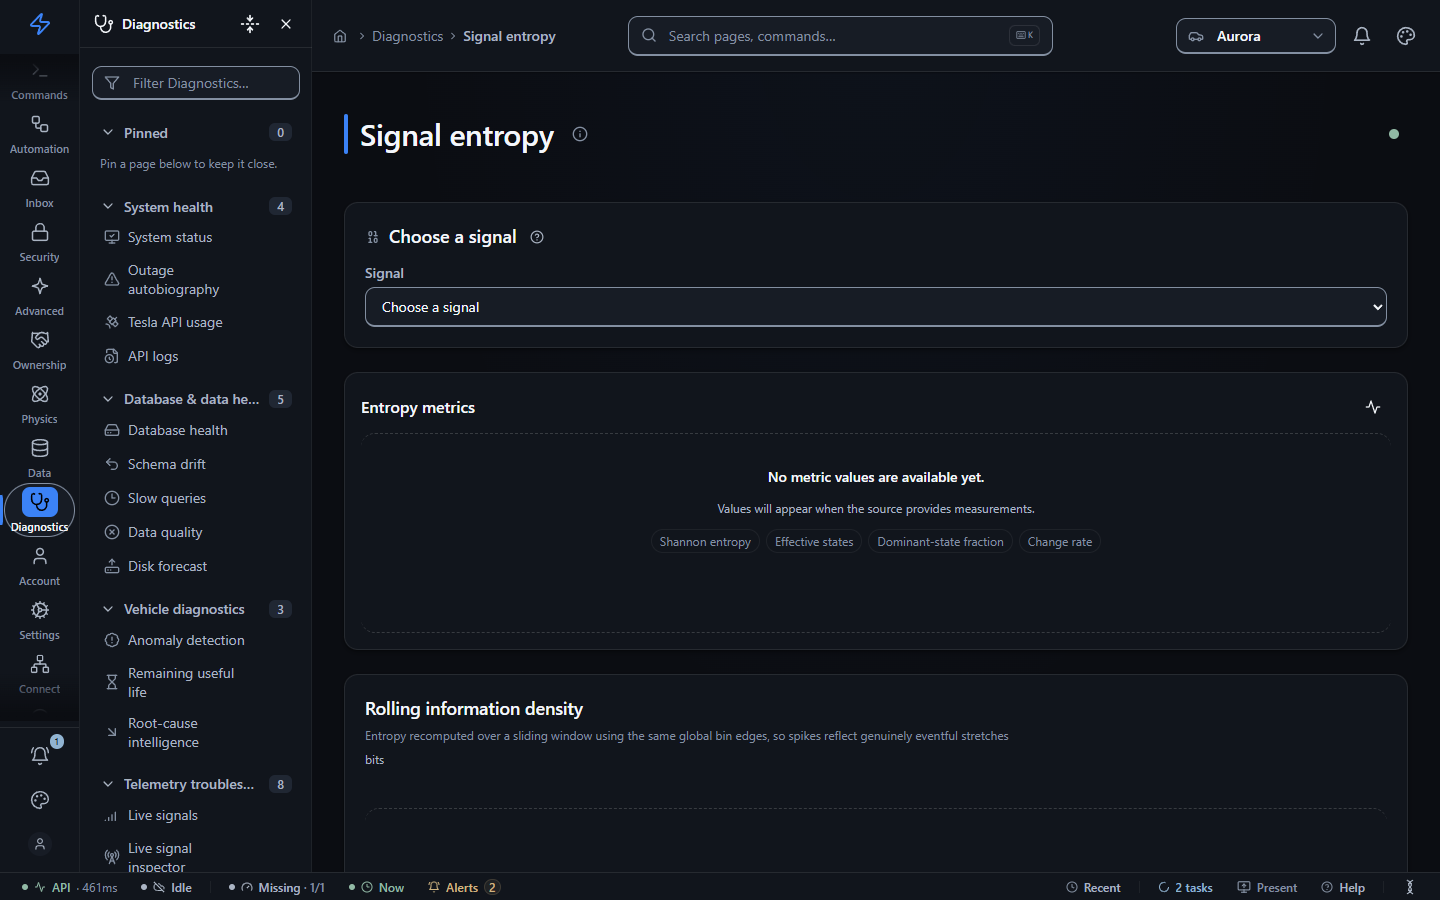 Commands
Automation
Inbox
Security
Advanced
Ownership
Physics
Data
Diagnostics
Account
Settings
Connect
1
Diagnostics
Filter Diagnostics...
Pinned 0
Pin a page below to keep it close.
System health 4
System status
Outage
autobiography
Tesla API usage
API logs
Database & data he... 5
Database health
Schema drift
Slow queries
Data quality
Disk forecast
Vehicle diagnostics 3
Anomaly detection
Remaining useful
life
Root-cause
intelligence
Telemetry troubles... 8
Live signals
Live signal
inspector
Diagnostics
Signal entropy
Search pages, commands...
K
Aurora
Signal entropy
Choose a signal
Signal
Choose a signal
Entropy metrics
No metric values are available yet.
Values will appear when the source provides measurements.
Shannon entropy Effective states Dominant-state fraction Change rate
Rolling information density
Entropy recomputed over a sliding window using the same global bin edges, so spikes reflect genuinely eventful stretches
bits
API · 461ms Idle Missing · 1/1 Now Alerts 2 Recent 2 tasks Present Help